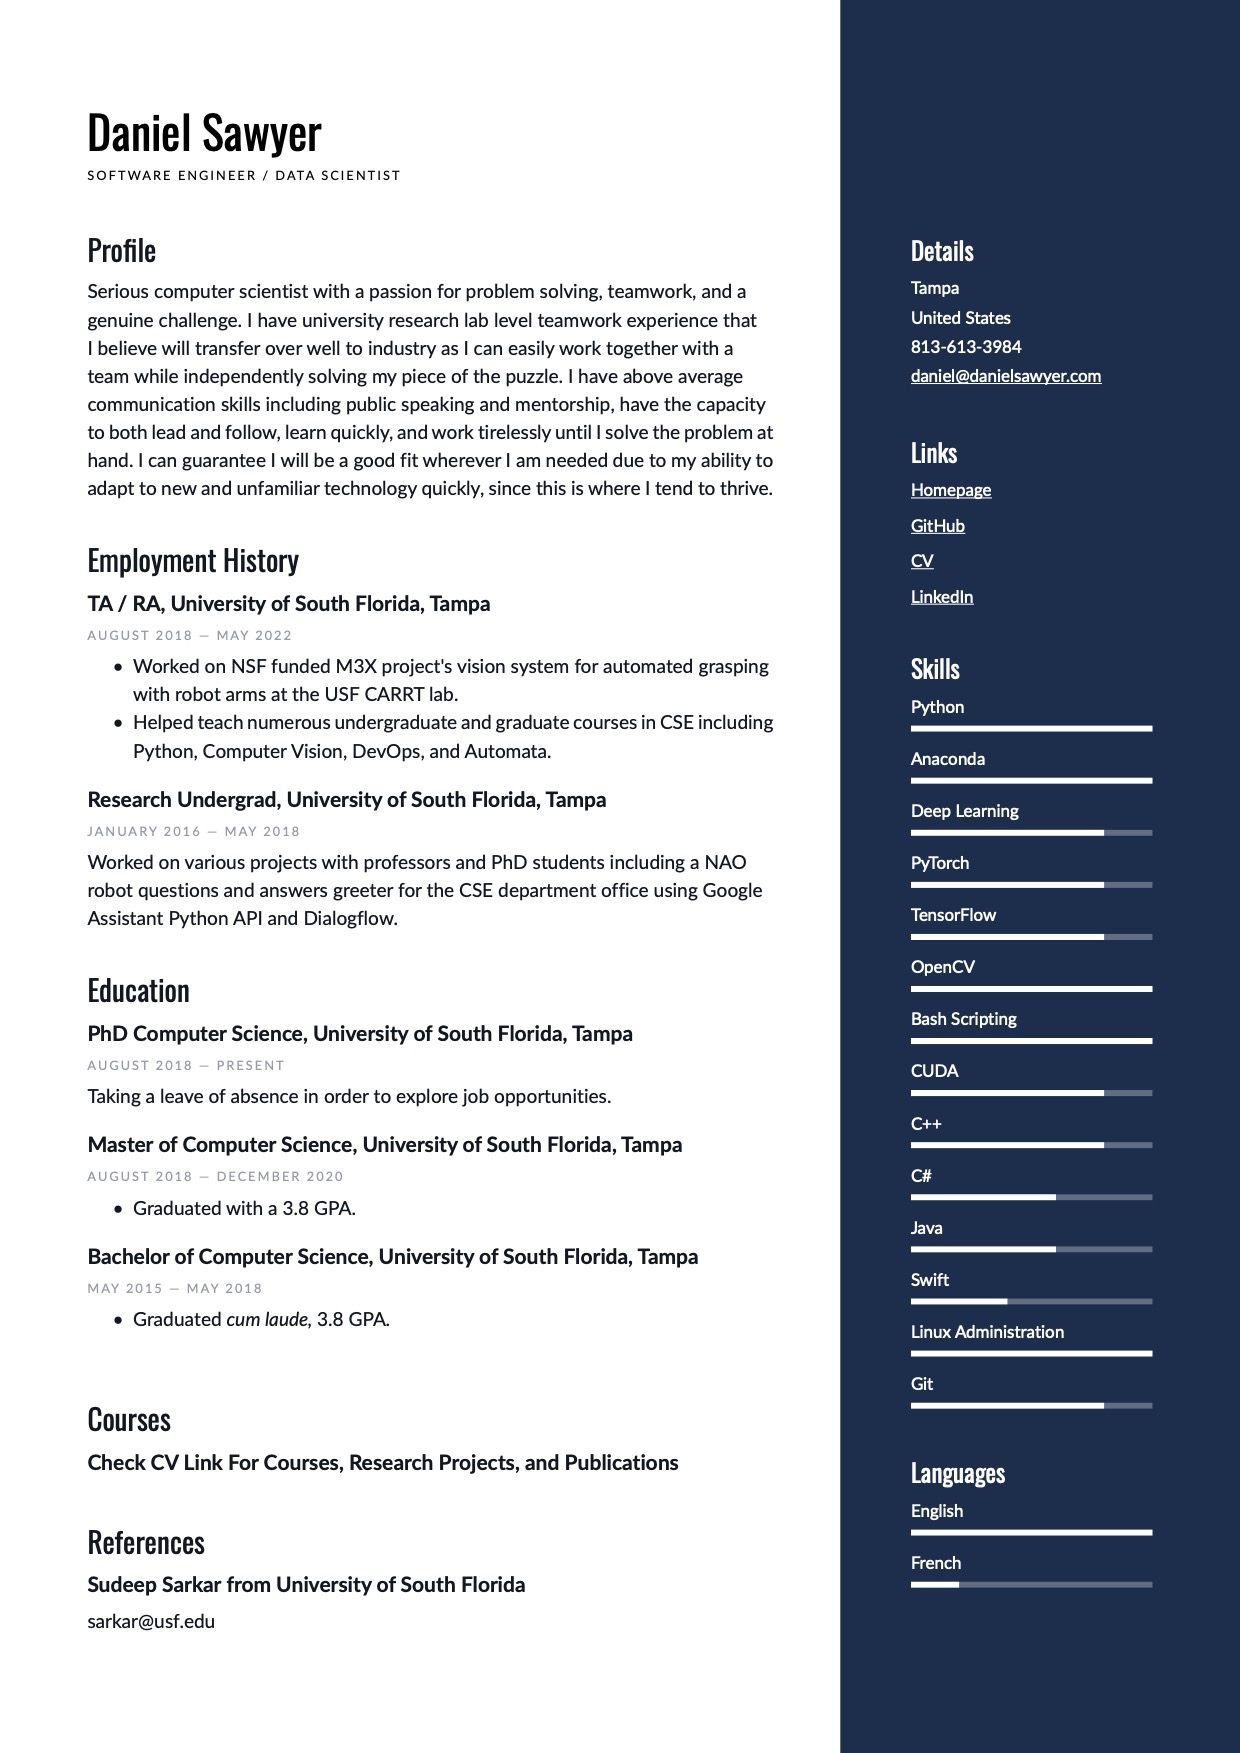 Daniel Sawyer
SOFTWARE ENGINEER / DATA SCIENTIST
Profile
Serious computer scientist with a passion for problem solving, teamwork, and a
genuine challenge. I have university research lab level teamwork experience that
I believe will transfer over well to industry as I can easily work together with a
team while independently solving my piece of the puzzle. I have above average
communication skills including public speaking and mentorship, have the capacity
to both lead and follow, learn quickly, and work tirelessly until I solve the problem at
hand. I can guarantee I will be a good fit wherever I am needed due to my ability to
adapt to new and unfamiliar technology quickly, since this is where I tend to thrive.
Employment History
TA / RA, University of South Florida, Tampa
AUGUST 2018 — MAY 2022
• Worked on NSF funded M3X project's vision system for automated grasping
with robot arms at the USF CARRT lab.
• Helped teach numerous undergraduate and graduate courses in CSE including
Python, Computer Vision, DevOps, and Automata.
Research Undergrad, University of South Florida, Tampa
JANUARY 2016 — MAY 2018
Worked on various projects with professors and PhD students including a NAO
robot questions and answers greeter for the CSE department office using Google
Assistant Python API and Dialogflow.
Education
PhD Computer Science, University of South Florida, Tampa
AUGUST 2018 — PRESENT
Taking a leave of absence in order to explore job opportunities.
Master of Computer Science, University of South Florida, Tampa
AUGUST 2018 — DECEMBER 2020
• Graduated with a 3.8 GPA.
Bachelor of Computer Science, University of South Florida, Tampa
MAY 2015 — MAY 2018
• Graduated cum laude, 3.8 GPA.
Courses
Check CV Link For Courses, Research Projects, and Publications
References
Sudeep Sarkar from University of South Florida
sarkar@usf.edu
Details
Tampa
United States
813-613-3984
daniel@danielsawyer.com
Links
Homepage
GitHub
CV
LinkedIn
Skills
Python
Anaconda
Deep Learning
PyTorch
TensorFlow
OpenCV
Bash Scripting
CUDA
C++
C#
Java
Swift
Linux Administration
Git
Languages
English
French